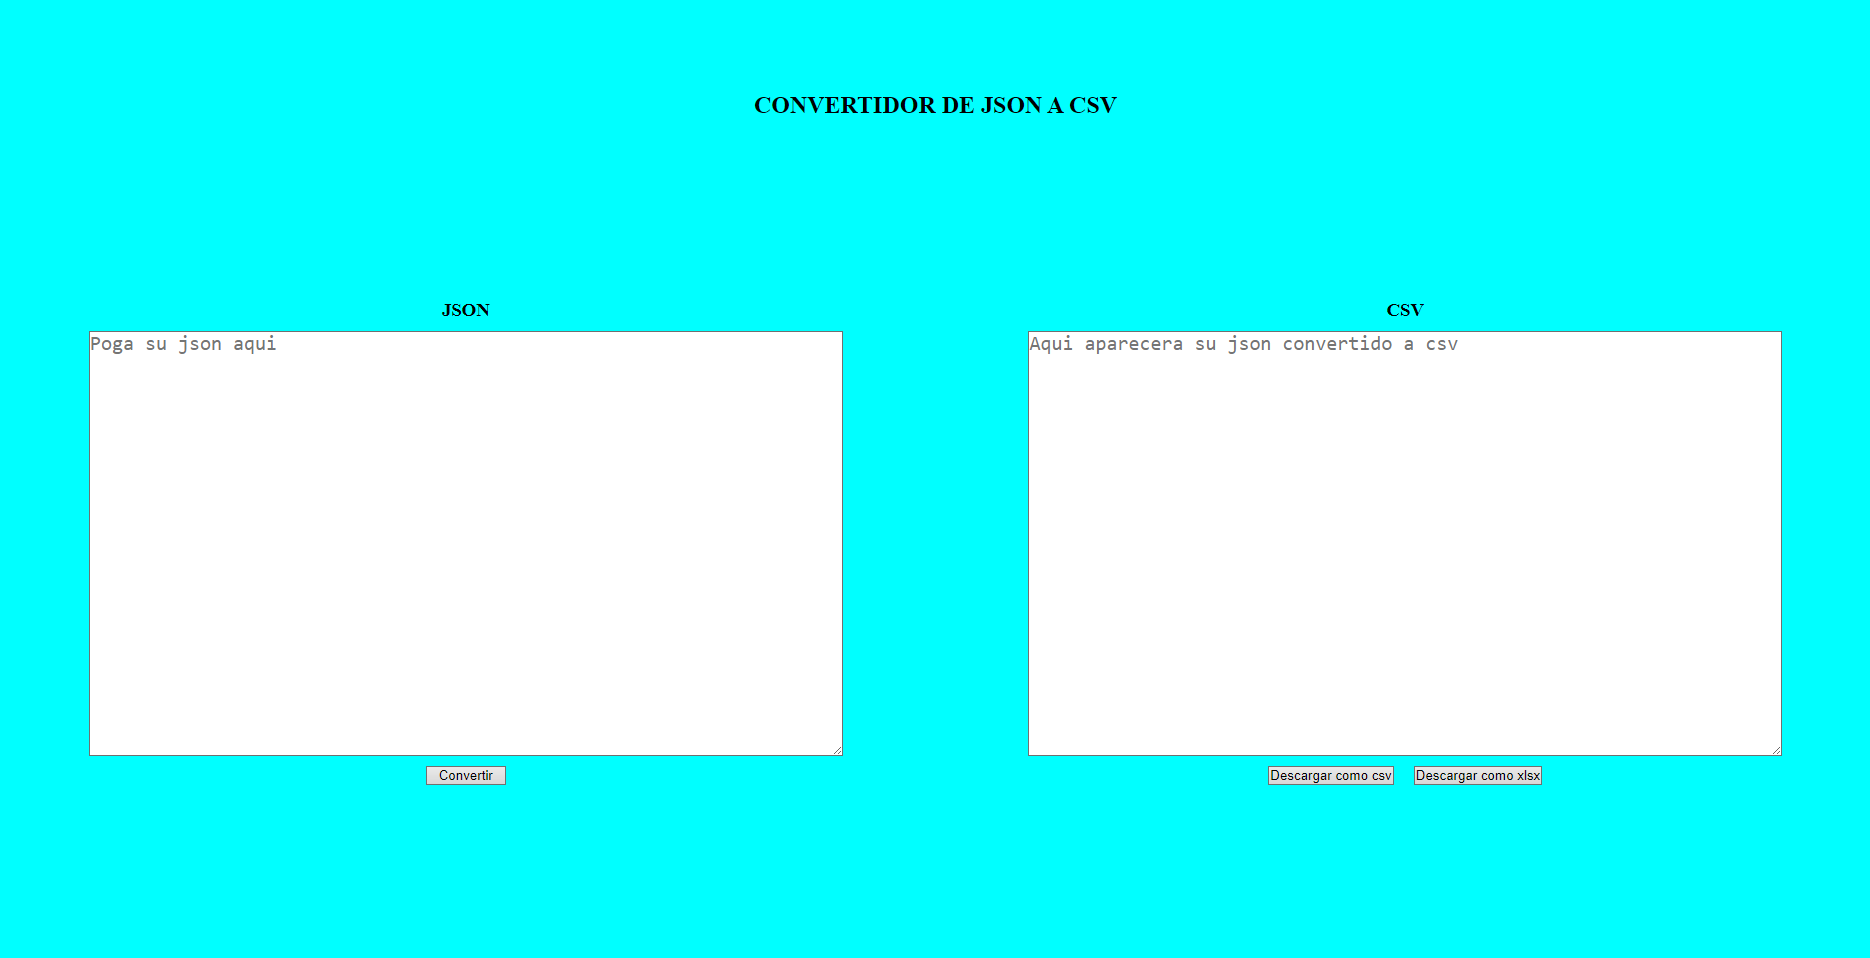 CONVERTIDOR DE JSON A CSV
JSON
Poga su json aqui
Convertir
CSV
Aqui aparecera su json convertido a csv
Descargar como csv
Descargar como xlsx